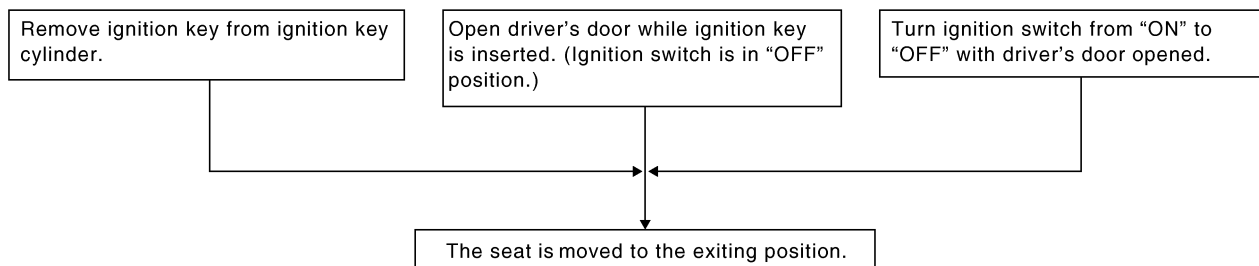 Remove ignition key from ignition key
cylinder.
Open driver's door while ignition key
is inserted. (Ignition switch is in “OFF”
position.)
Turn ignition switch from “ON” to
“OFF” with driver's door opened.
The seat is moved to the exiting position.